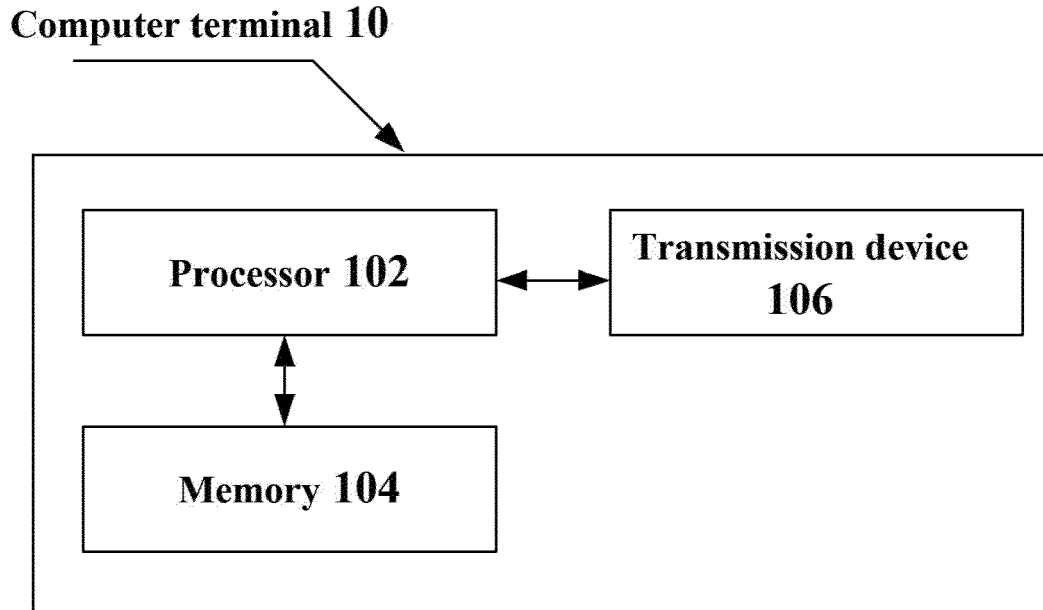 Computer terminal 10
Processor 102
Transmission device
106
Memory 104